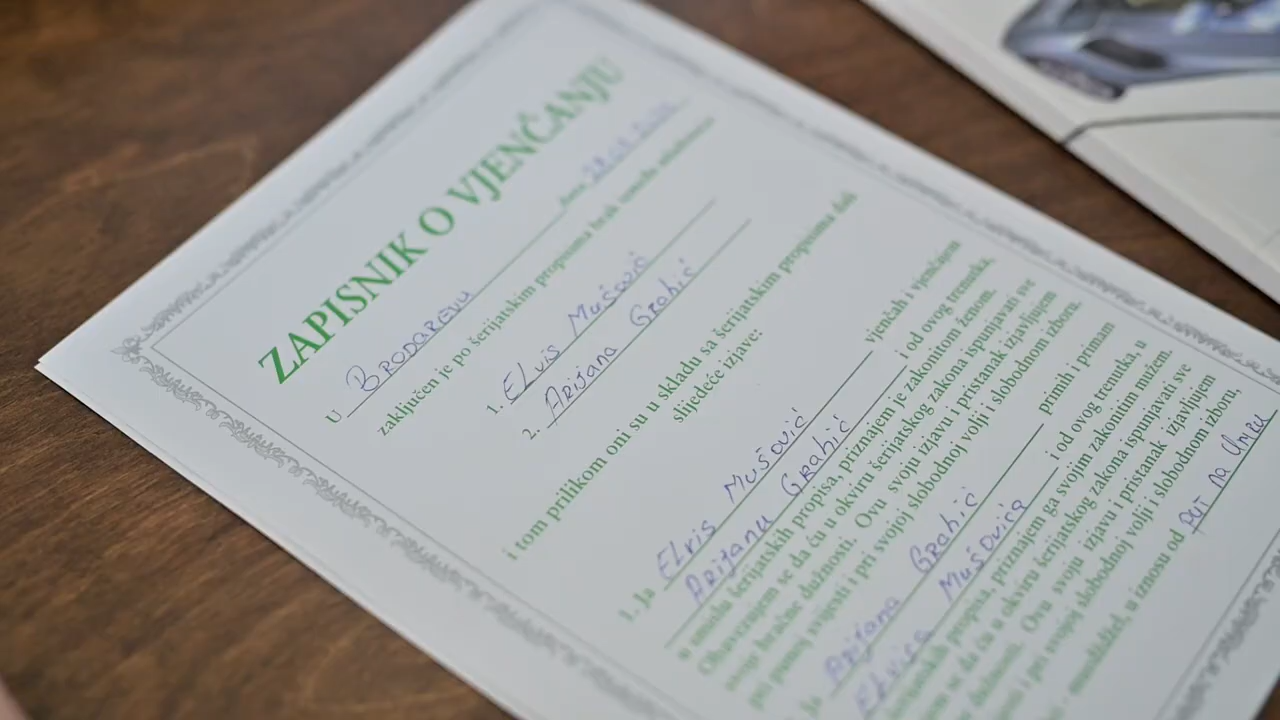 ZAPISNIK O VJENČANJU
U BRODAREVU dana
zaključen je po šerijatskim propisima brak između mladenaca
1. ELVIS MUŠOVIĆ
2. ARIJANA GRAHIĆ
i tom prilikom oni su u skladu sa šerijatskim propisima dali
slijedeće izjave:
1. Ja ELVIS MUŠOVIĆ vjenčah i vjenčajem
ARIJANU GRAHIĆ i od ovog trenutka,
u smislu šerijatskih propisa, priznajem je zakonitom ženom.
Obavezujem se da ću u okviru šerijatskog zakona ispunjavati sve
svoje bračne dužnosti. Ovu svoju izjavu i pristanak izjavljujem
pri punoj svijesti i pri svojoj slobodnoj volji i slobodnom izboru.
Ja ARIJANA GRAHIĆ primih i primam
ELVISA MUŠOVIĆA i od ovog trenutka, u
šerijatskih propisa, priznajem ga svojim zakonitim mužem.
se da ću u okviru šerijatskog zakona ispunjavati sve
dužnosti. Ovu svoju izjavu i pristanak izjavljujem
i pri svojoj slobodnoj volji i slobodnom izboru,
u iznosu od PUT NA